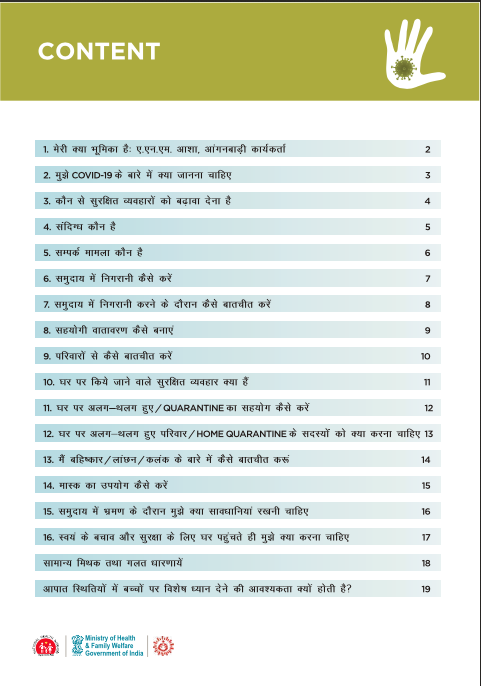 CONTENT
1. मेरी क्या भूमिका हैः ए.एन.एम. आशा, आंगनबाड़ी कार्यकर्ता 2
2. मुझे COVID-19 के बारे में क्या जानना चाहिए 3
3. कौन से सुरक्षित व्यवहारों को बढ़ावा देना है 4
4. संदिग्ध कौन है 5
5. सम्पर्क मामला कौन है 6
6. समुदाय में निगरानी कैसे करें 7
7. समुदाय में निगरानी करने के दौरान कैसे बातचीत करें 8
8. सहयोगी वातावरण कैसे बनाएं 9
9. परिवारों से कैसे बातचीत करें 10
10. घर पर किये जाने वाले सुरक्षित व्यवहार क्या हैं 11
11. घर पर अलग–थलग हुए/QUARANTINE का सहयोग कैसे करें 12
12. घर पर अलग–थलग हुए परिवार/HOME QUARANTINE के सदस्यों को क्या करना चाहिए 13
13. मैं बहिष्कार/लांछन/कलंक के बारे में कैसे बातचीत करूं 14
14. मास्क का उपयोग कैसे करें 15
15. समुदाय में भ्रमण के दौरान मुझे क्या सावधानियां रखनी चाहिए 16
16. स्वयं के बचाव और सुरक्षा के लिए घर पहुंचते ही मुझे क्या करना चाहिए 17
सामान्य मिथक तथा गलत धारणायें 18
आपात स्थितियों में बच्चों पर विशेष ध्यान देने की आवश्यकता क्यों होती है? 19
Ministry of Health
& Family Welfare
Government of India